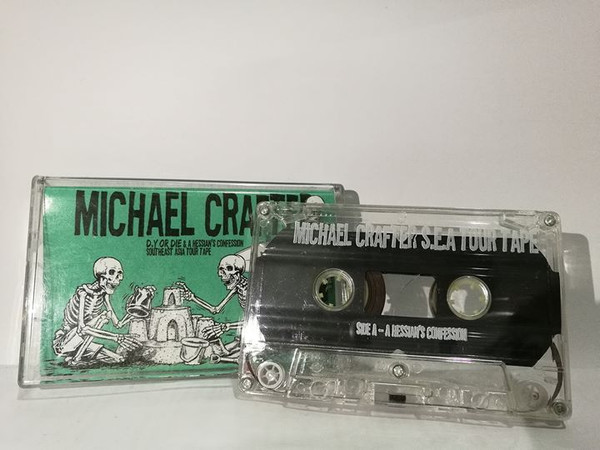 MICHAEL CRAFTER
D.Y OR DIE & A HESSIAN'S CONFESSION
SOUTHEAST ASIA TOUR TAPE
MICHAEL CRAFTER S.E.A TOUR TAPE
SIDE A - A HESSIAN'S CONFESSION